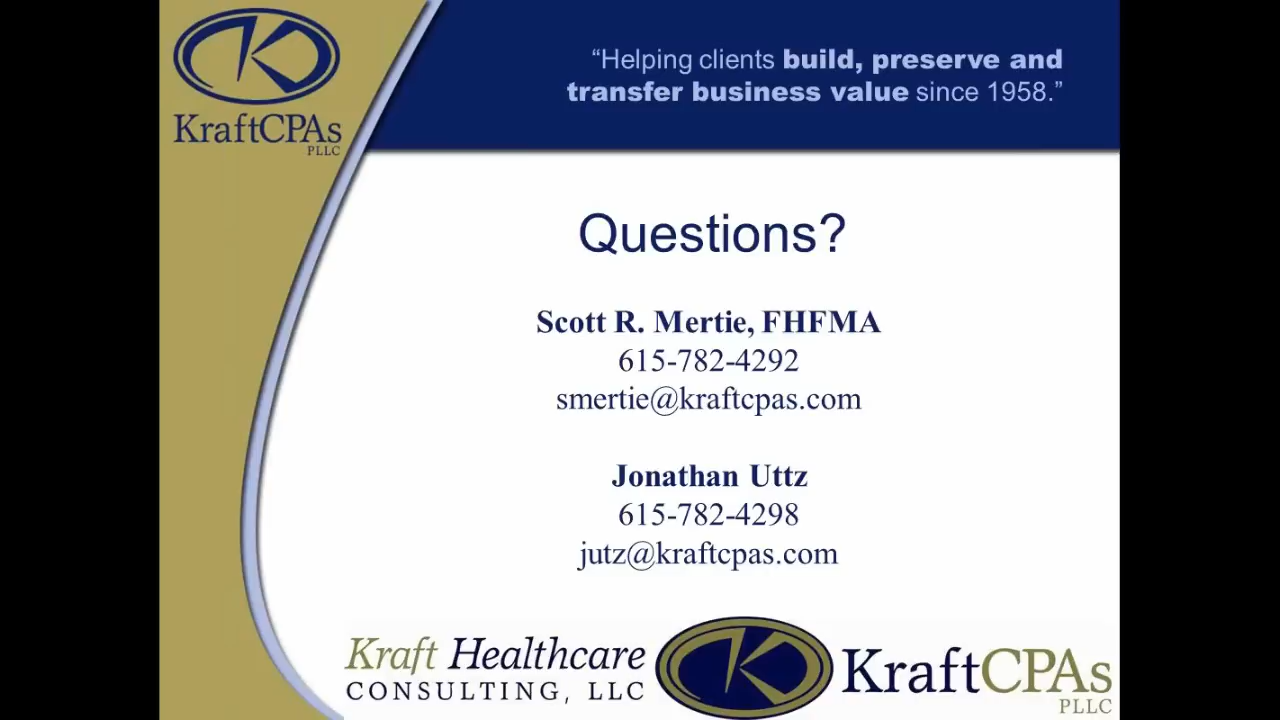 KraftCPAs
PLLC
“Helping clients build, preserve and
transfer business value since 1958.”
Questions?
Scott R. Mertie, FHFMA
615-782-4292
smertie@kraftcpas.com
Jonathan Uttz
615-782-4298
jutz@kraftcpas.com
Kraft Healthcare
CONSULTING, LLC
KraftCPAs
PLLC